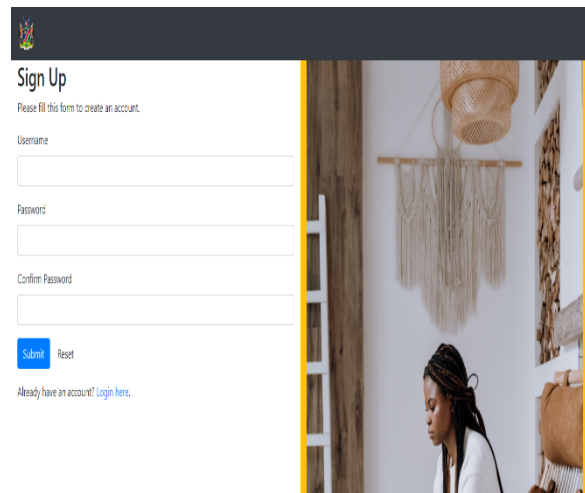 Sign Up
Please fill this form to create an account.
Username
Password
Confirm Password
Submit Reset
Already have an account? Login here.